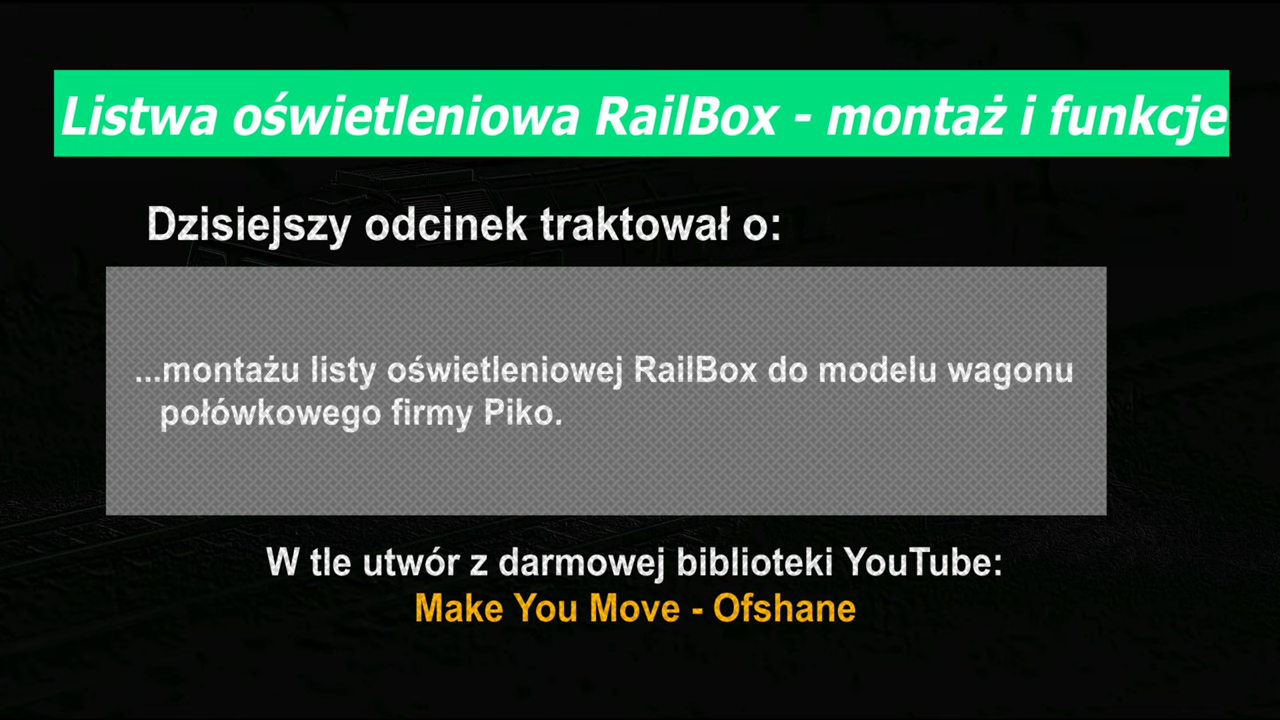 Listwa oświetleniowa RailBox - montaż i funkcje
Dzisiejszy odcinek traktował o:
...montażu listy oświetleniowej RailBox do modelu wagonu
połówkowego firmy Piko.
W tle utwór z darmowej biblioteki YouTube:
Make You Move - Ofshane